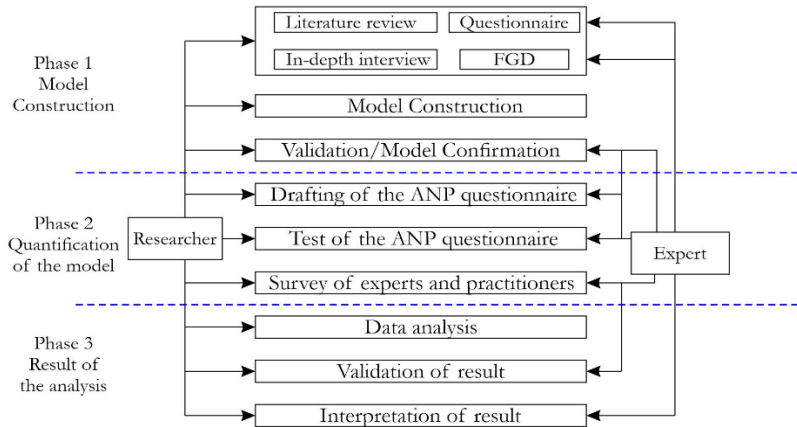 Literature review
Questionnaire
In-depth interview
FGD
Phase 1
Model
Construction
Model Construction
Validation/Model Confirmation
Drafting of the ANP questionnaire
Phase 2
Quantification
of the model
Researcher
Test of the ANP questionnaire
Expert
Survey of experts and practitioners
Phase 3
Result of
the analysis
Data analysis
Validation of result
Interpretation of result